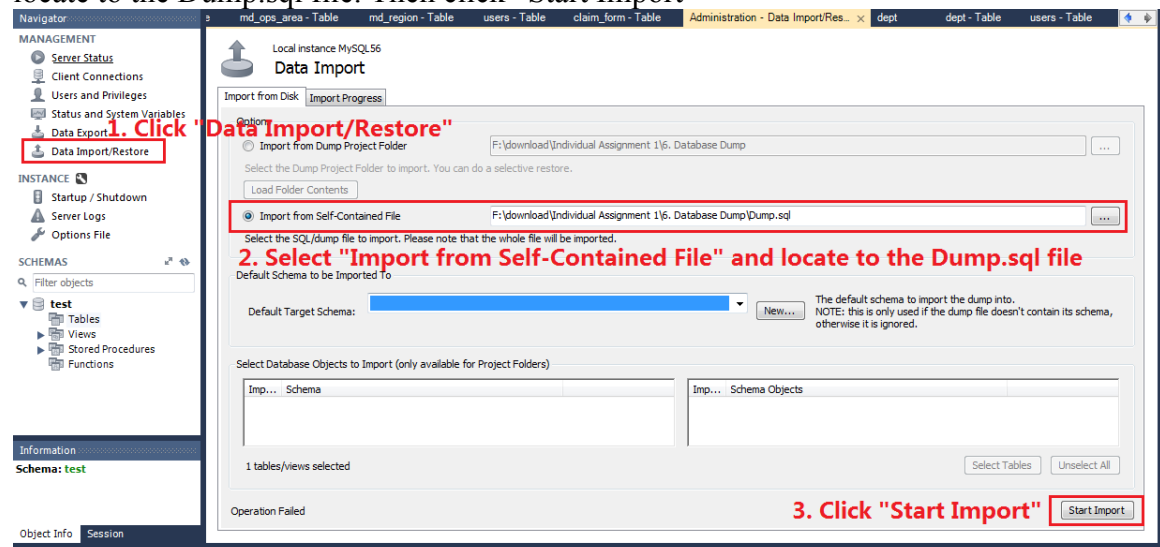 locate to the Dump.sql file. Then click "Start Import"
Navigator
e md_ops_area - Table md_region - Table users - Table claim_form - Table Administration - Data Import/Res... × dept dept - Table users - Table
MANAGEMENT
Server Status
Client Connections
Users and Privileges
Status and System Variables
Data Export
Data Import/Restore
1. Click "Data Import/Restore"
INSTANCE
Startup / Shutdown
Server Logs
Options File
SCHEMAS
Filter objects
test
Tables
Views
Stored Procedures
Functions
Information
Schema: test
Object Info Session
Local instance MySQL56
Data Import
Import from Disk Import Progress
Options
Import from Dump Project Folder F:\download\Individual Assignment 1\6. Database Dump ...
Select the Dump Project Folder to import. You can do a selective restore.
Load Folder Contents
Import from Self-Contained File F:\download\Individual Assignment 1\6. Database Dump\Dump.sql ...
Select the SQL/dump file to import. Please note that the whole file will be imported.
2. Select "Import from Self-Contained File" and locate to the Dump.sql file
Default Schema to be Imported To
Default Target Schema: New...
The default schema to import the dump into.
NOTE: this is only used if the dump file doesn't contain its schema,
otherwise it is ignored.
Select Database Objects to Import (only available for Project Folders)
Imp... Schema
Imp... Schema Objects
1 tables/views selected Select Tables Unselect All
Operation Failed
3. Click "Start Import" Start Import